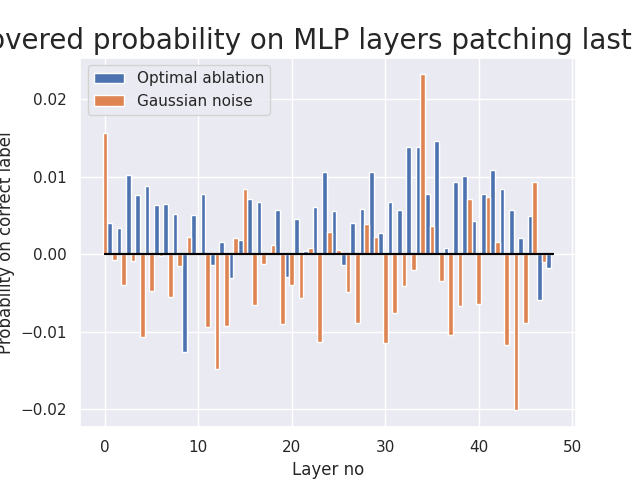 overed probability on MLP layers patching last
Optimal ablation
Gaussian noise
Probability on correct label
0.02
0.01
0.00
−0.01
−0.02
0
10
20
30
40
50
Layer no